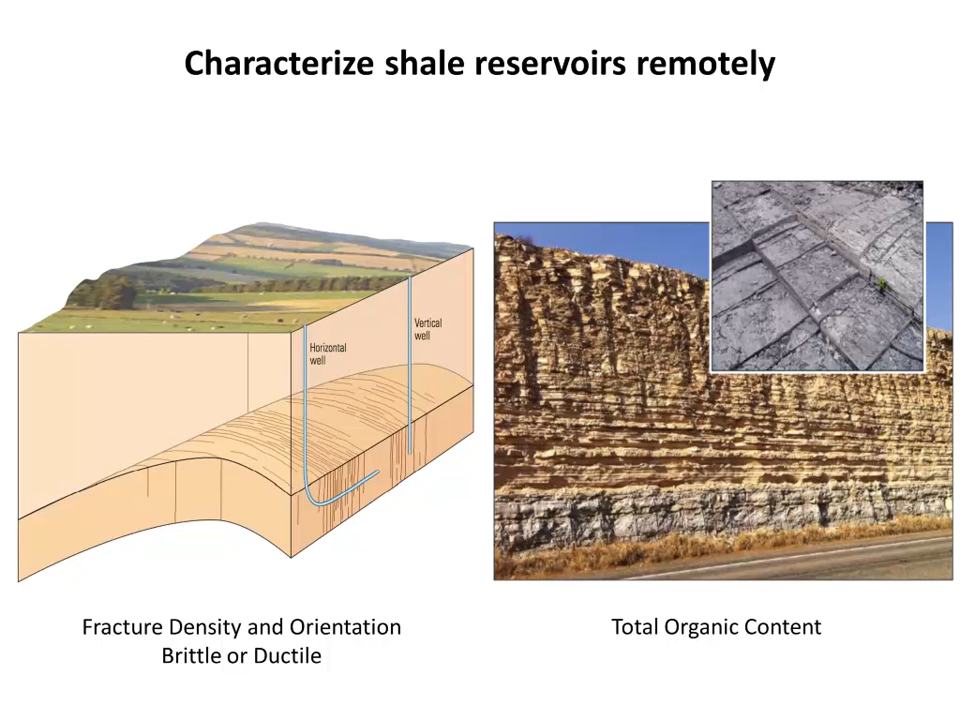 Characterize shale reservoirs remotely
Horizontal
well
Vertical
well
Fracture Density and Orientation
Brittle or Ductile
Total Organic Content